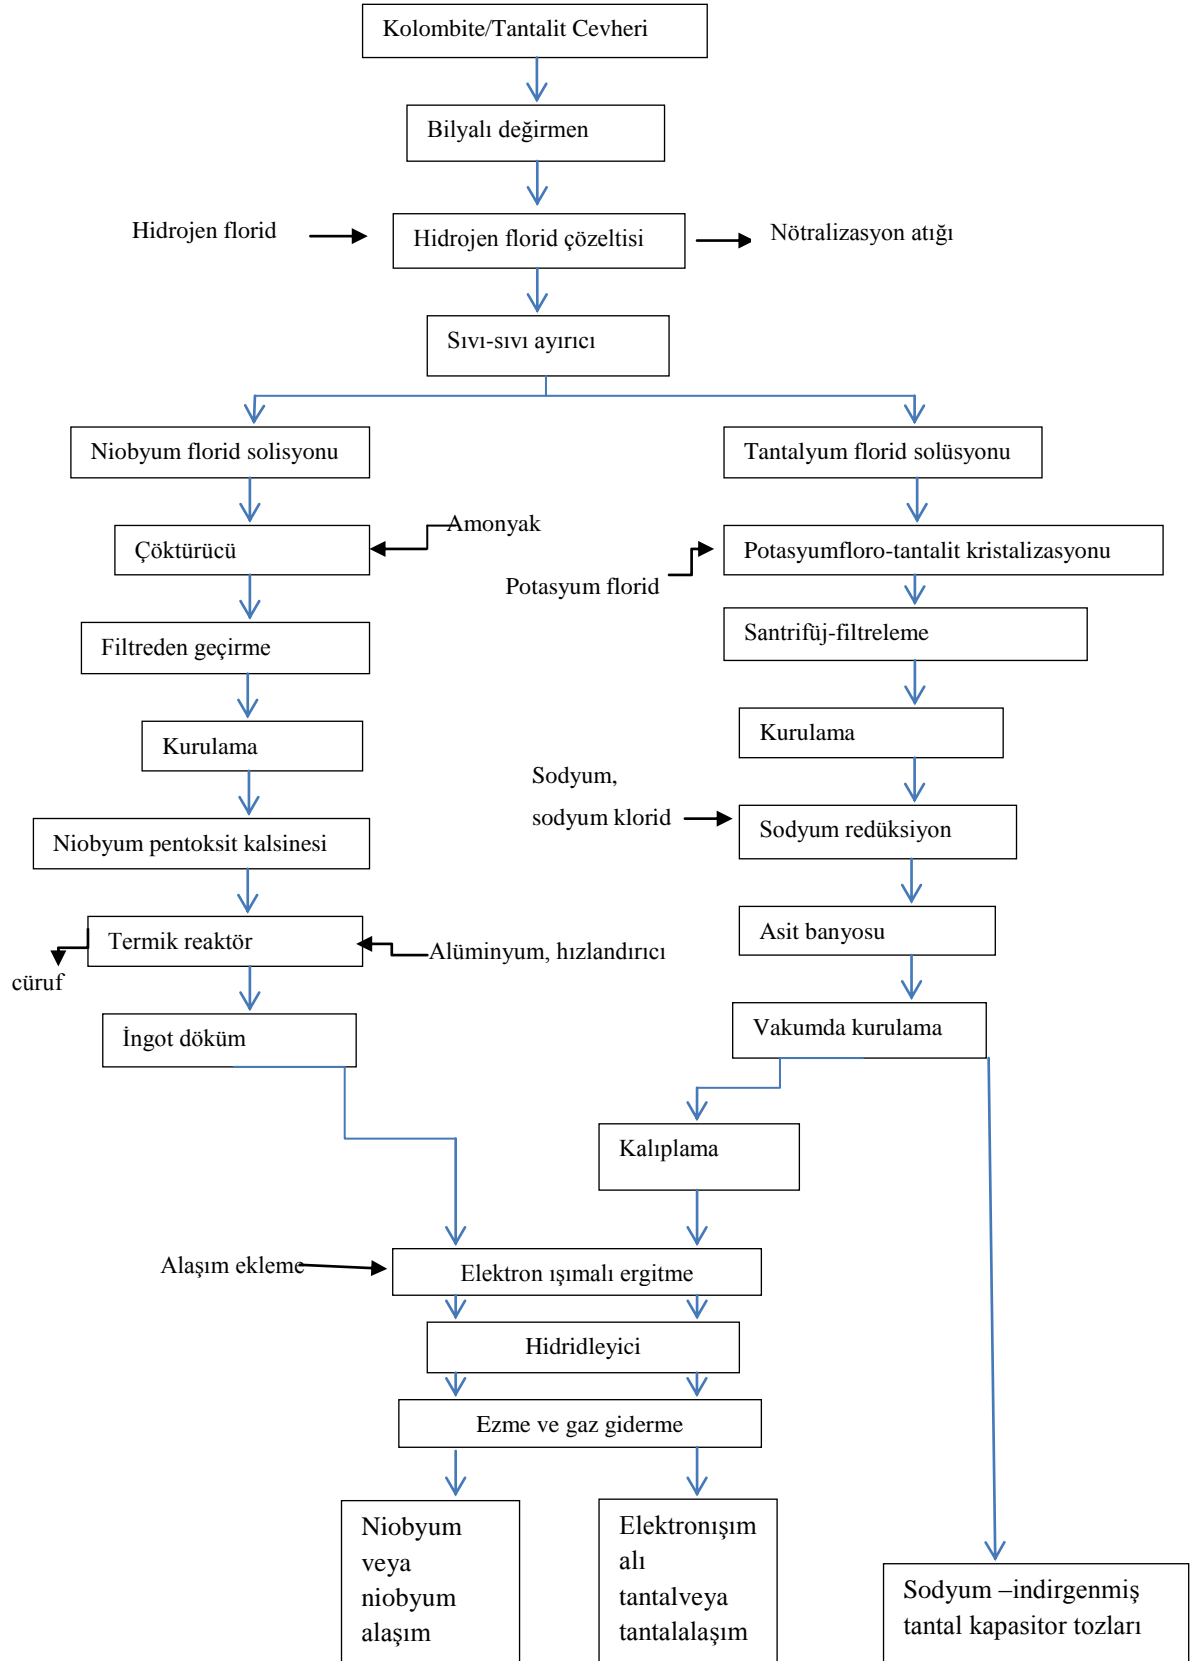 Kolombite/Tantalit Cevheri
Bilyalı değirmen
Hidrojen florid
Hidrojen florid çözeltisi
Nötralizasyon atığı
Sıvı-sıvı ayırıcı
Niobyum florid solisyonu
Tantalyum florid solüsyonu
Amonyak
Çöktürücü
Potasyumfloro-tantalit kristalizasyonu
Potasyum florid
Santrifüj-filtreleme
Filtreden geçirme
Kurulama
Kurulama
Sodyum,
sodyum klorid
Sodyum redüksiyon
Niobyum pentoksit kalsinesi
Asit banyosu
Termik reaktör
Alüminyum, hızlandırıcı
cüruf
İngot döküm
Vakumda kurulama
Kalıplama
Alaşım ekleme
Elektron ışımalı ergitme
Hidridleyici
Ezme ve gaz giderme
Niobyum
veya
niobyum
alaşım
Elektronışım
alı
tantalveya
tantalalaşım
Sodyum –indirgenmiş
tantal kapasitor tozları